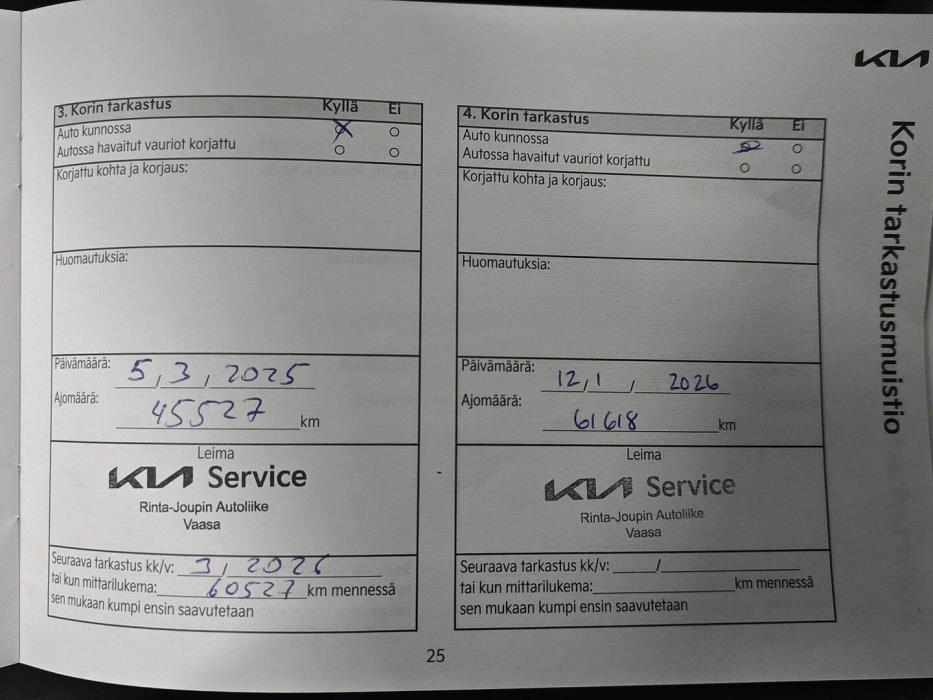 KIA
Korin tarkastusmuistio
3. Korin tarkastus Kyllä Ei
Auto kunnossa
Autossa havaitut vauriot korjattu
Korjattu kohta ja korjaus:
Huomautuksia:
Päivämäärä: 5 , 3 , 2025
Ajomäärä: 45527 km
Leima
KIA Service
Rinta-Joupin Autoliike
Vaasa
Seuraava tarkastus kk/v: 3 , 2026
tai kun mittarilukema: 60527 km mennessä
sen mukaan kumpi ensin saavutetaan
4. Korin tarkastus Kyllä Ei
Auto kunnossa
Autossa havaitut vauriot korjattu
Korjattu kohta ja korjaus:
Huomautuksia:
Päivämäärä: 12 , 1 , 2026
Ajomäärä: 61618 km
Leima
KIA Service
Rinta-Joupin Autoliike
Vaasa
Seuraava tarkastus kk/v: /
tai kun mittarilukema: km mennessä
sen mukaan kumpi ensin saavutetaan
25